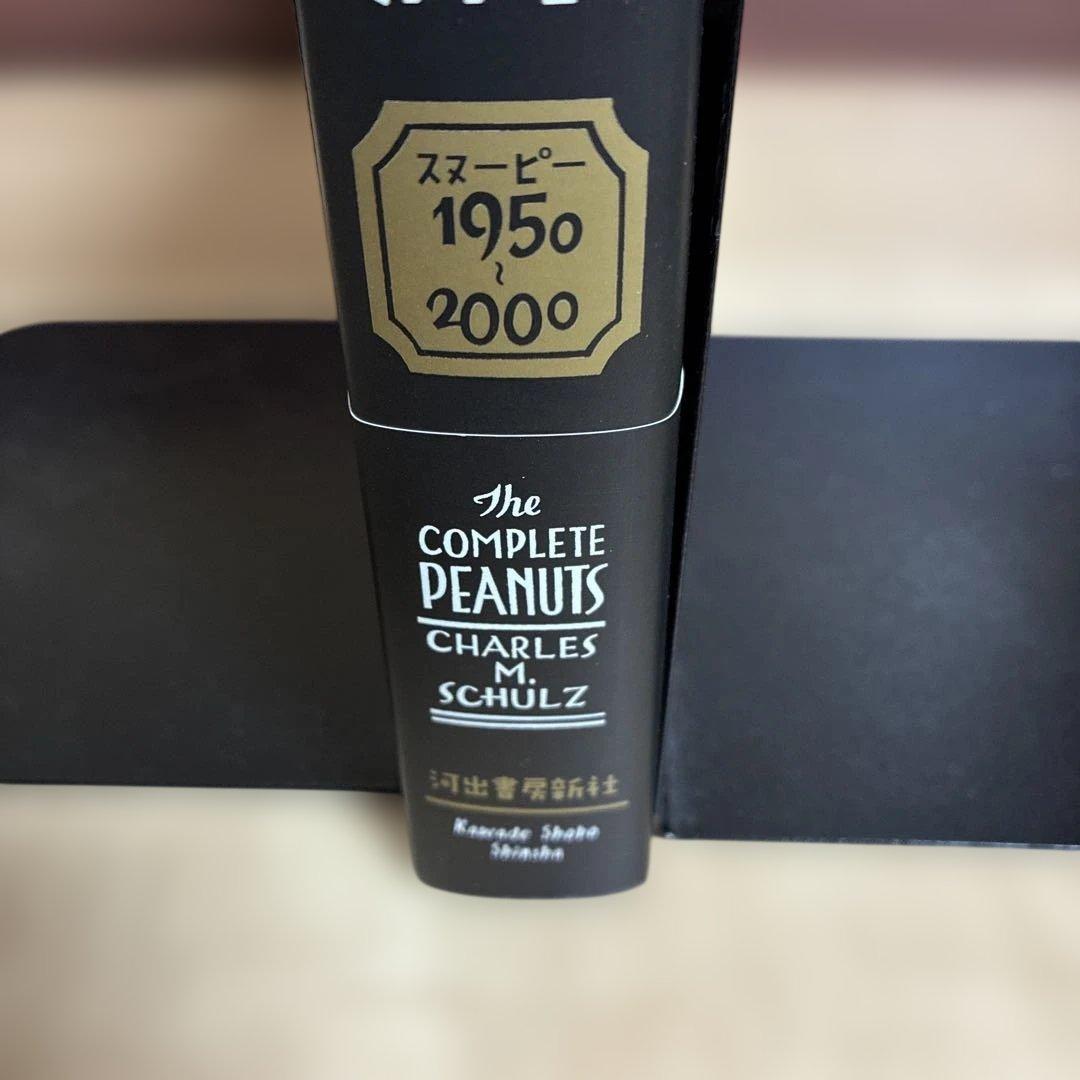 スヌーピー
1950
~
2000
The
COMPLETE
PEANUTS
CHARLES
M.
SCHULZ
河出書房新社
Kawade Shobo
Shinsha